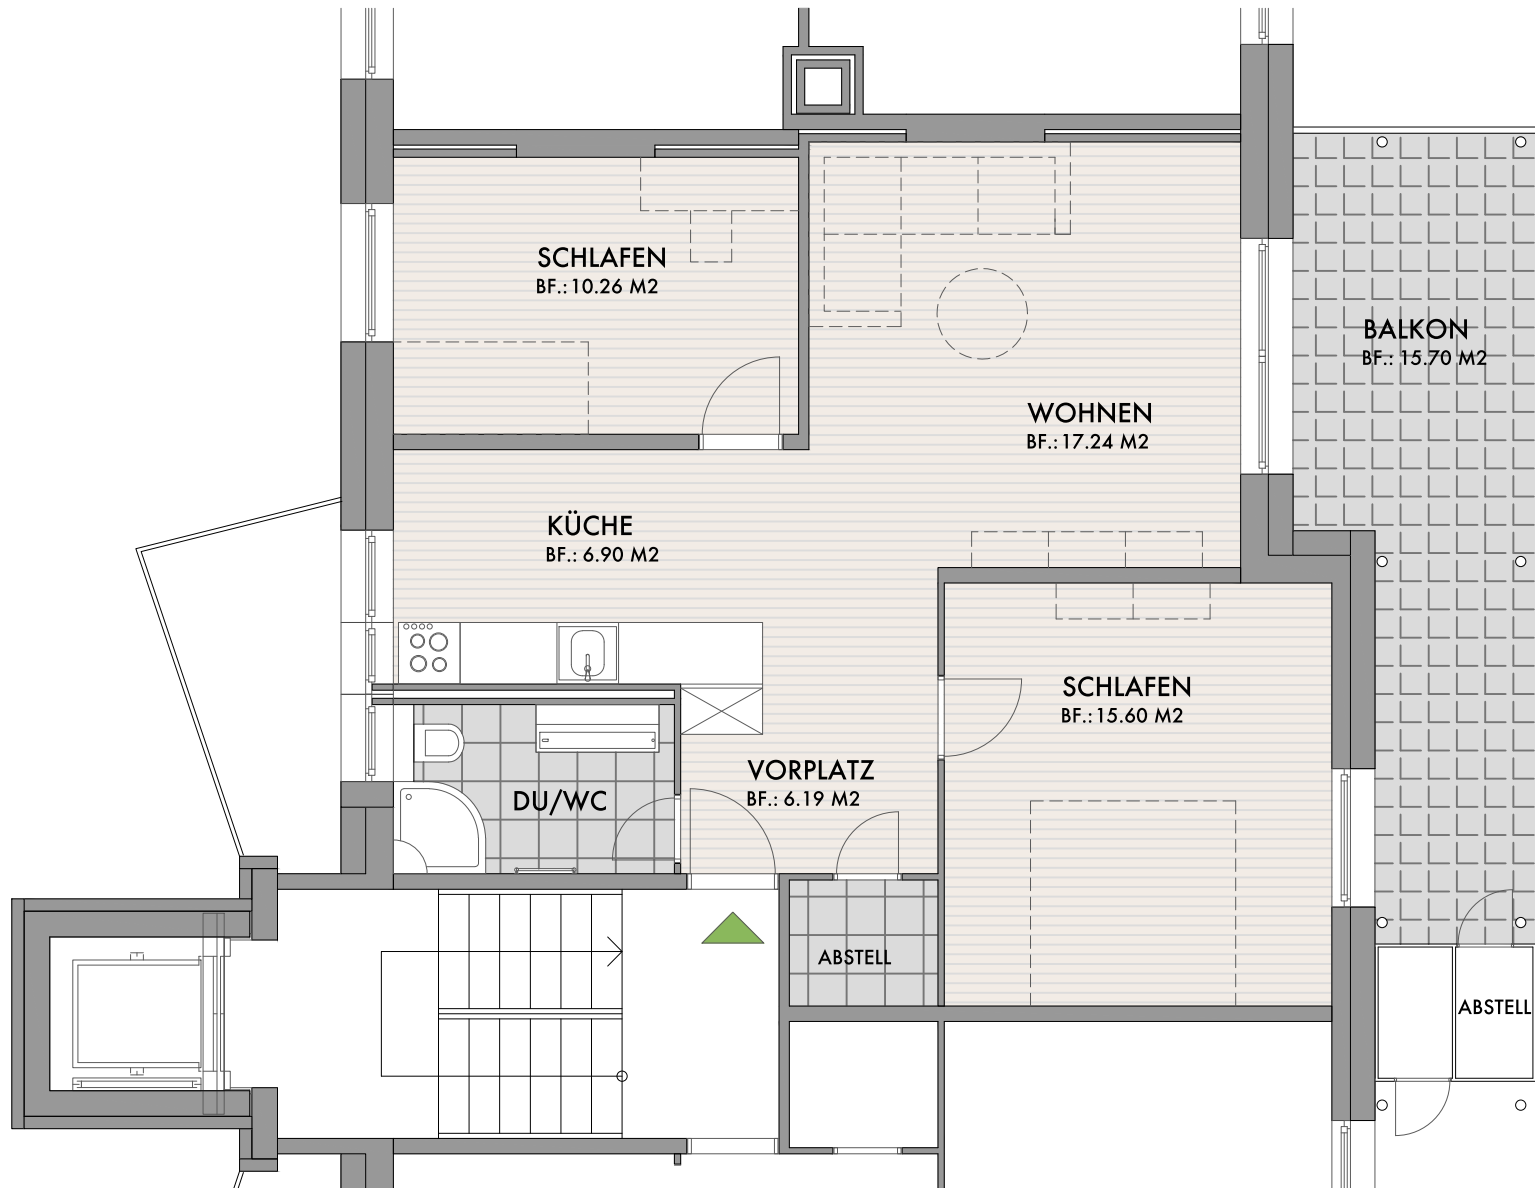 SCHLAFEN
BF.: 10.26 M2
BALKON
BF.: 15.70 M2
WOHNEN
BF.: 17.24 M2
KÜCHE
BF.: 6.90 M2
SCHLAFEN
BF.: 15.60 M2
VORPLATZ
BF.: 6.19 M2
DU/WC
ABSTELL
ABSTELL